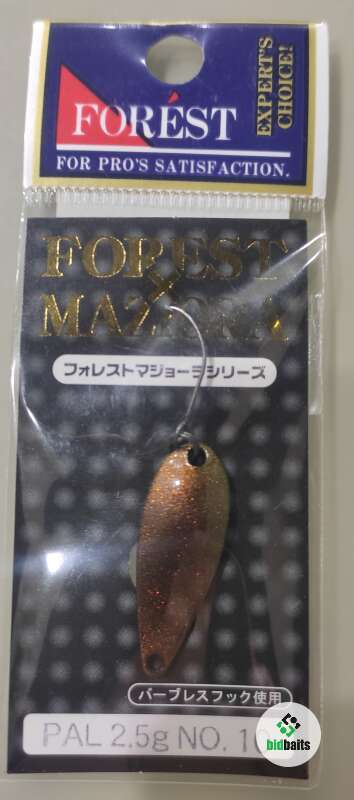 FORÉST
EXPERT'S
CHOICE!
FOR PRO'S SATISFACTION.
FOREST
×
MAZIORA
フォレストマジョーラシリーズ
バーブレスフック使用
PAL 2.5g NO.
bidbaits